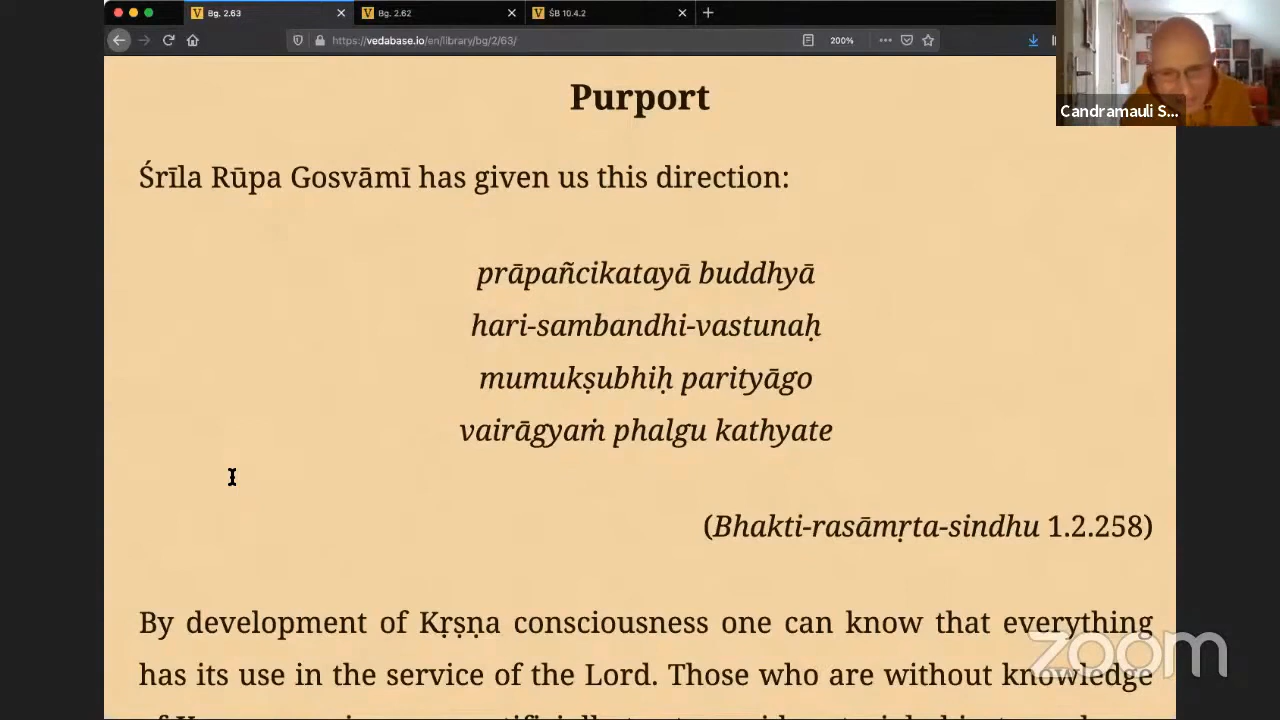 Bg. 2.63
Bg. 2.62
ŚB 10.4.2
https://vedabase.io/en/library/bg/2/63/
200%
Candramauli S...
Purport
Śrīla Rūpa Gosvāmī has given us this direction:
prāpañcikatayā buddhyā
hari-sambandhi-vastunaḥ
mumukṣubhiḥ parityāgo
vairāgyaṁ phalgu kathyate
(Bhakti-rasāmṛta-sindhu 1.2.258)
By development of Kṛṣṇa consciousness one can know that everything
has its use in the service of the Lord. Those who are without knowledge
zoom